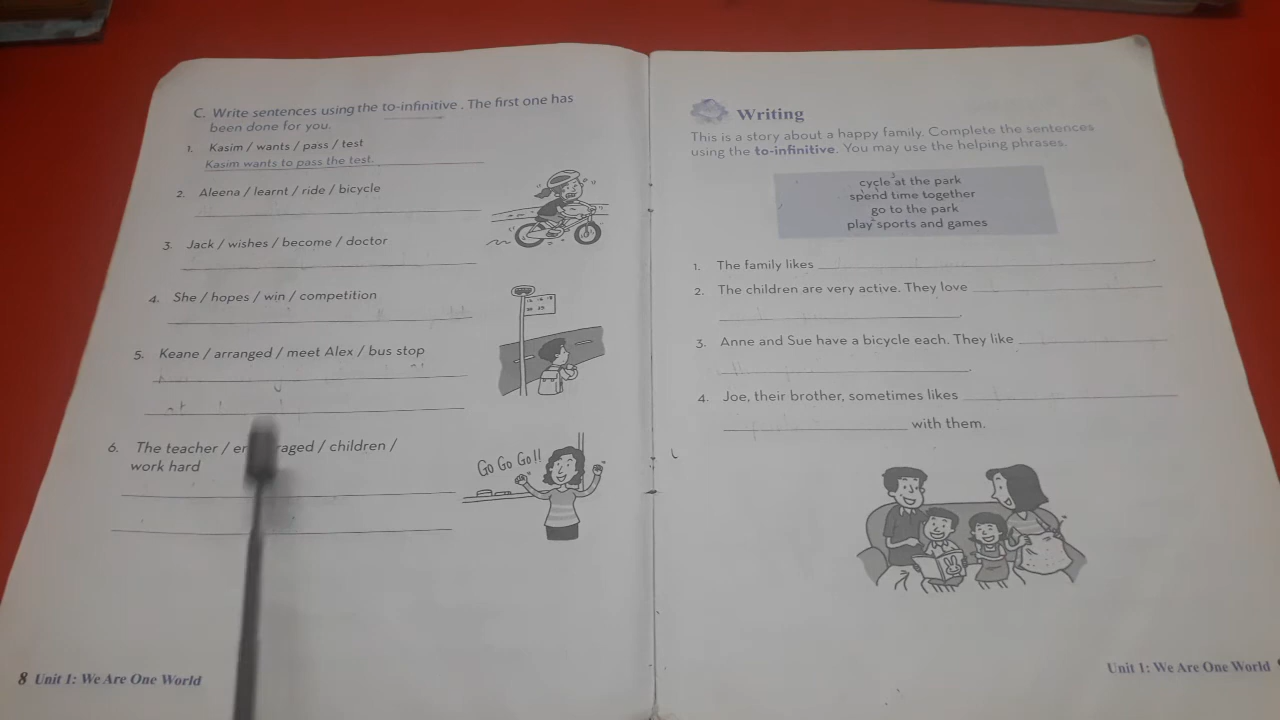 C. Write sentences using the to-infinitive . The first one has
been done for you.
1. Kasim / wants / pass / test
Kasim wants to pass the test.
2. Aleena / learnt / ride / bicycle
3. Jack / wishes / become / doctor
4. She / hopes / win / competition
5. Keane / arranged / meet Alex / bus stop
6. The teacher / / children /
work hard
Go Go Go!!
8 Unit 1: We Are One World
Writing
This is a story about a happy family. Complete the sentences
using the to-infinitive. You may use the helping phrases.
cycle at the park
spend time together
go to the park
play sports and games
1. The family likes
2. The children are very active. They love
3. Anne and Sue have a bicycle each. They like
4. Joe, their brother, sometimes likes
with them.
Unit 1: We Are One World